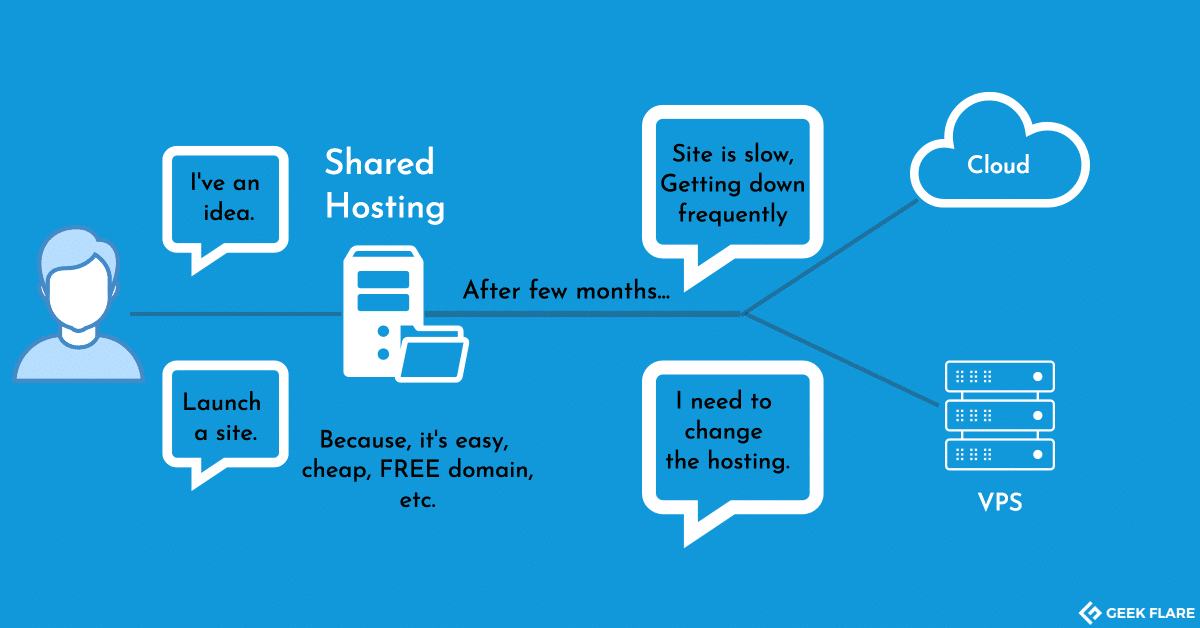 I've an
idea.
Shared
Hosting
Launch
a site.
Because, it's easy,
cheap, FREE domain,
etc.
After few months...
Site is slow,
Getting down
frequently
I need to
change
the hosting.
Cloud
VPS
GEEK FLARE